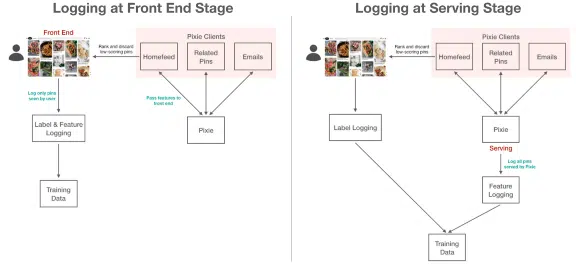 Logging at Front End Stage
Front End
Rank and discard
low-scoring pins
Pixie Clients
Homefeed
Related
Pins
Emails
Log only pins
seen by user
Pass features to
front end
Label & Feature
Logging
Pixie
Training
Data
Logging at Serving Stage
Rank and discard
low-scoring pins
Pixie Clients
Homefeed
Related
Pins
Emails
Label Logging
Pixie
Serving
Log all pins
served by Pixie
Feature
Logging
Training
Data